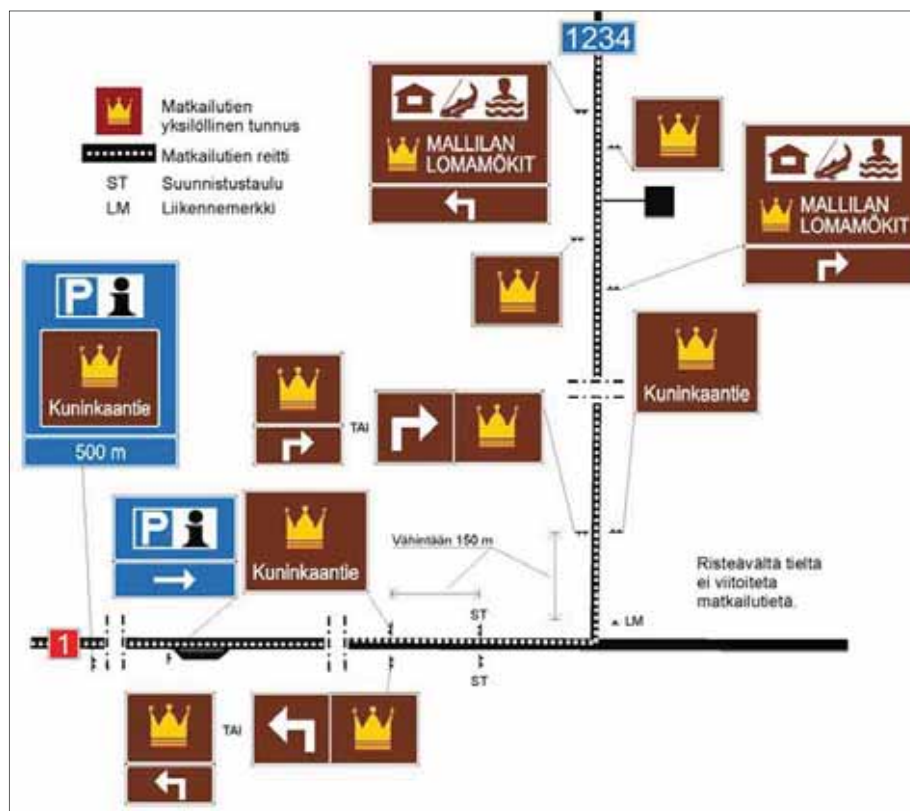 1234
Matkailutien
yksilöllinen tunnus
Matkailutien reitti
ST Suunnistustaulu
LM Liikennemerkki
MALLILAN
LOMAMÖKIT
MALLILAN
LOMAMÖKIT
P i
Kuninkaantie
500 m
TAI
Kuninkaantie
P i
Kuninkaantie
Vähintään 150 m
Risteävältä tieltä
ei viitoiteta
matkailutietä.
ST
LM
1
ST
TAI